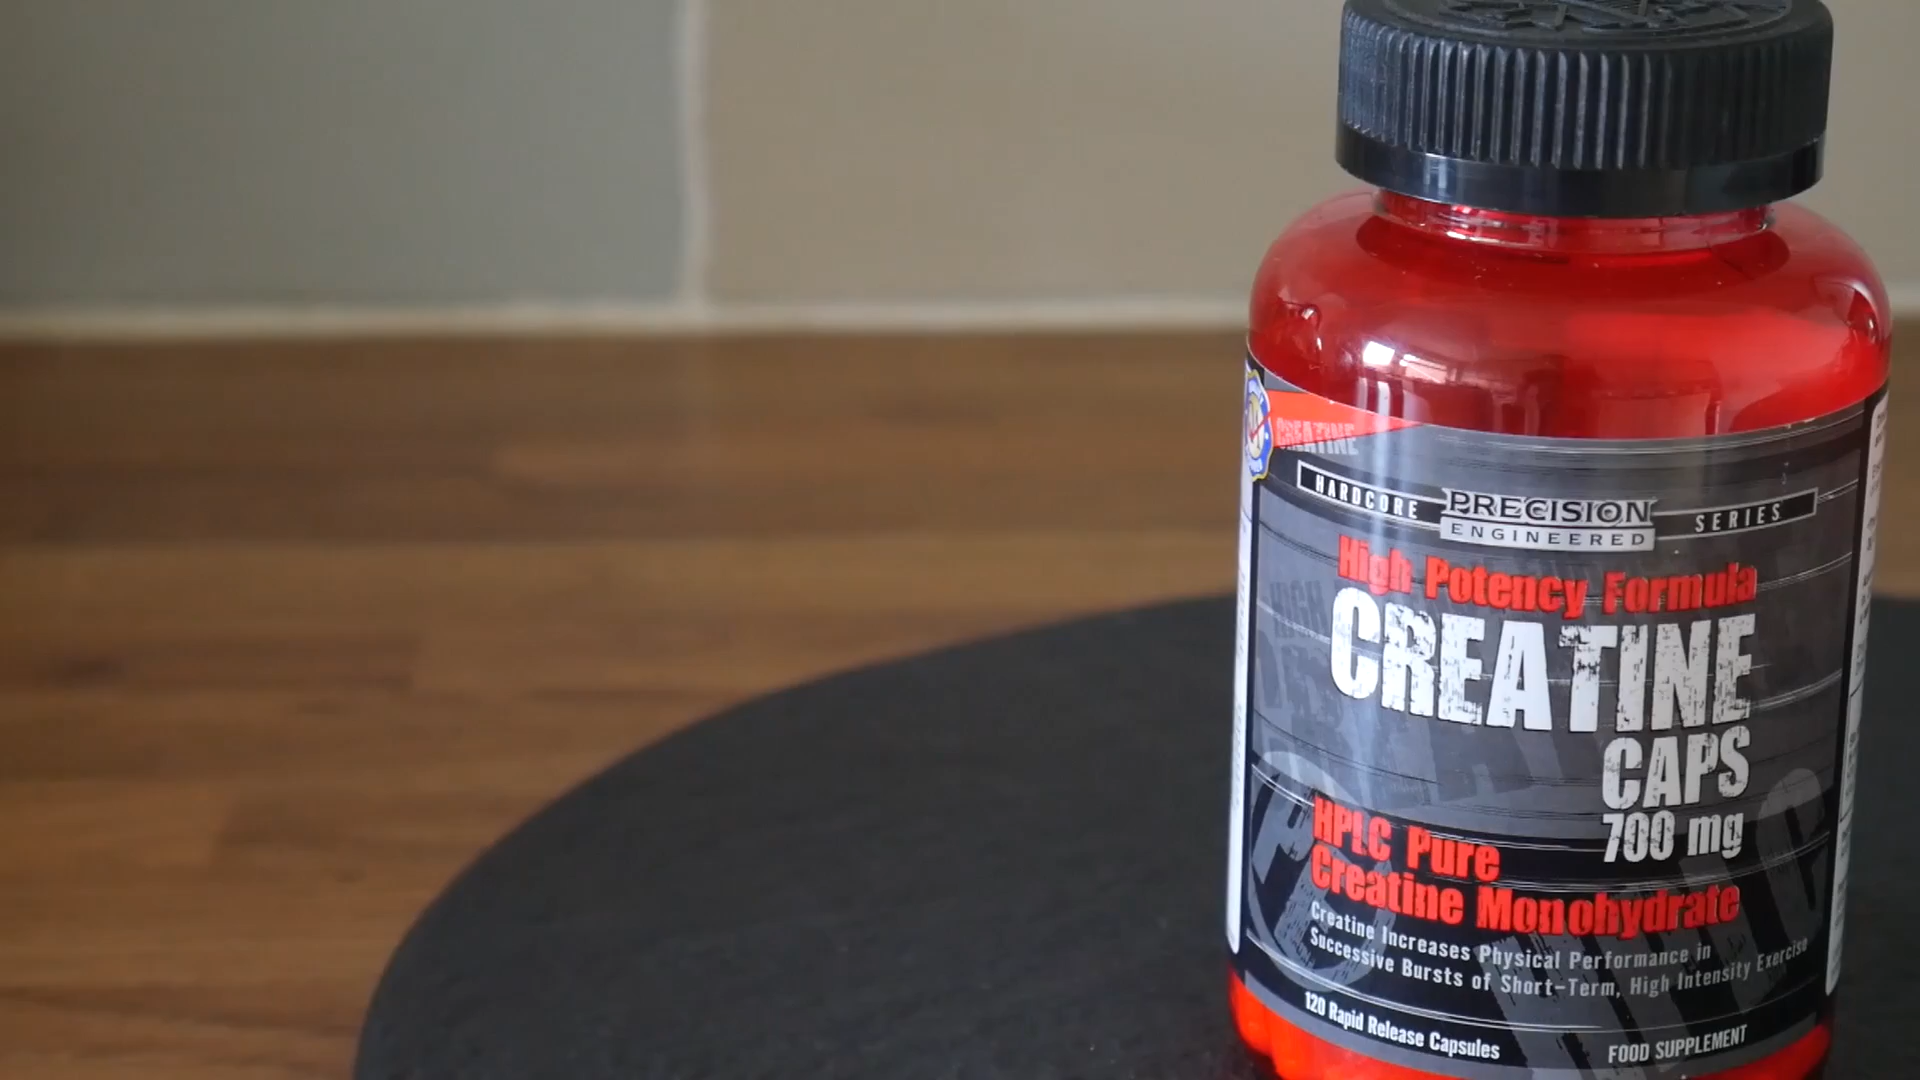 CREATINE
HARDCORE PRECISION SERIES
ENGINEERED
High Potency Formula
CREATINE
CAPS
700 mg
HPLC Pure
Creatine Monohydrate
Creatine Increases Physical Performance in
Successive Bursts of Short-Term, High Intensity Exercise
120 Rapid Release Capsules
FOOD SUPPLEMENT